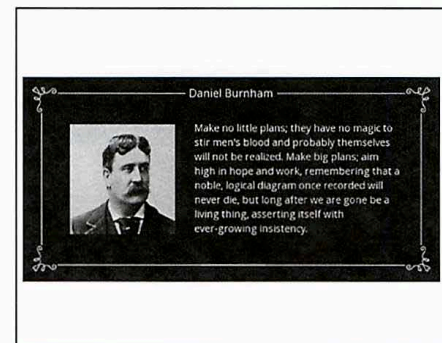 Daniel Burnham
Make no little plans; they have no magic to
stir men's blood and probably themselves
will not be realized. Make big plans; aim
high in hope and work, remembering that a
noble, logical diagram once recorded will
never die, but long after we are gone be a
living thing, asserting itself with
ever-growing insistency.